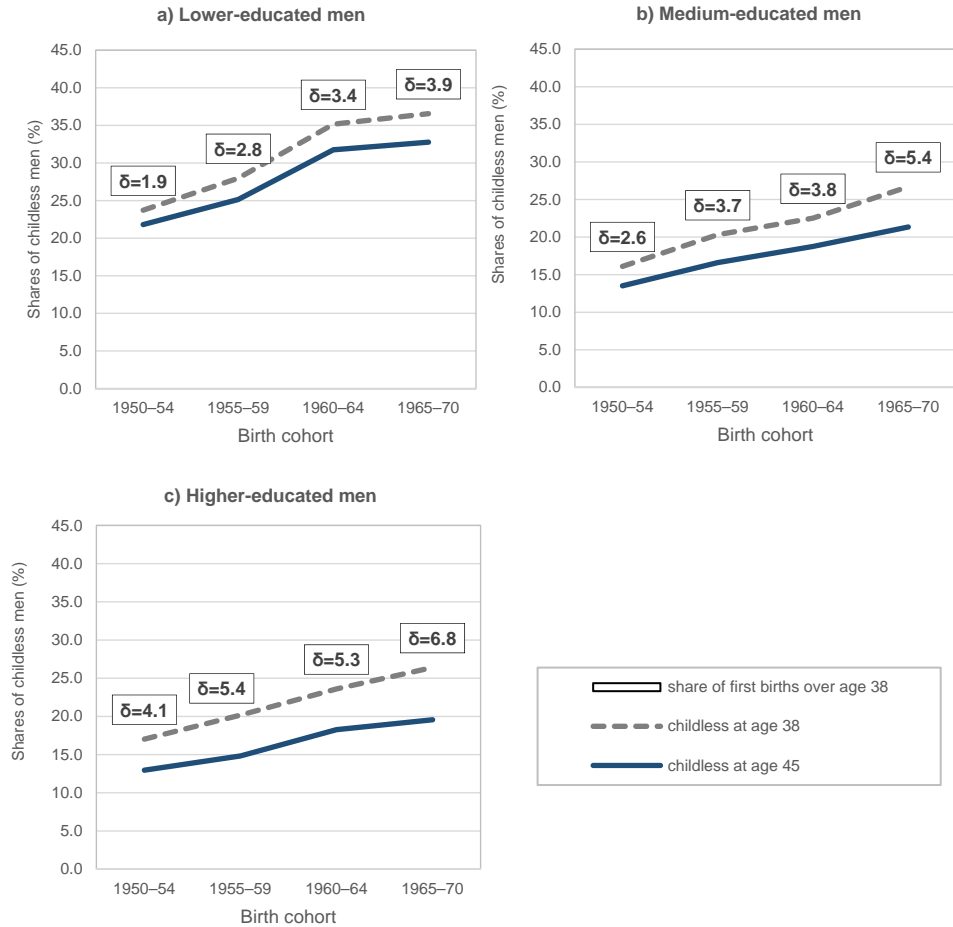 a) Lower-educated men
Shares of childless men (%)
45.0
40.0
35.0
30.0
25.0
20.0
15.0
10.0
5.0
0.0
δ=1.9
δ=2.8
δ=3.4
δ=3.9
1950–54 1955–59 1960–64 1965–70
Birth cohort
b) Medium-educated men
Shares of childless men (%)
45.0
40.0
35.0
30.0
25.0
20.0
15.0
10.0
5.0
0.0
δ=2.6
δ=3.7
δ=3.8
δ=5.4
1950–54 1955–59 1960–64 1965–70
Birth cohort
c) Higher-educated men
Shares of childless men (%)
45.0
40.0
35.0
30.0
25.0
20.0
15.0
10.0
5.0
0.0
δ=4.1
δ=5.4
δ=5.3
δ=6.8
1950–54 1955–59 1960–64 1965–70
Birth cohort
share of first births over age 38
childless at age 38
childless at age 45